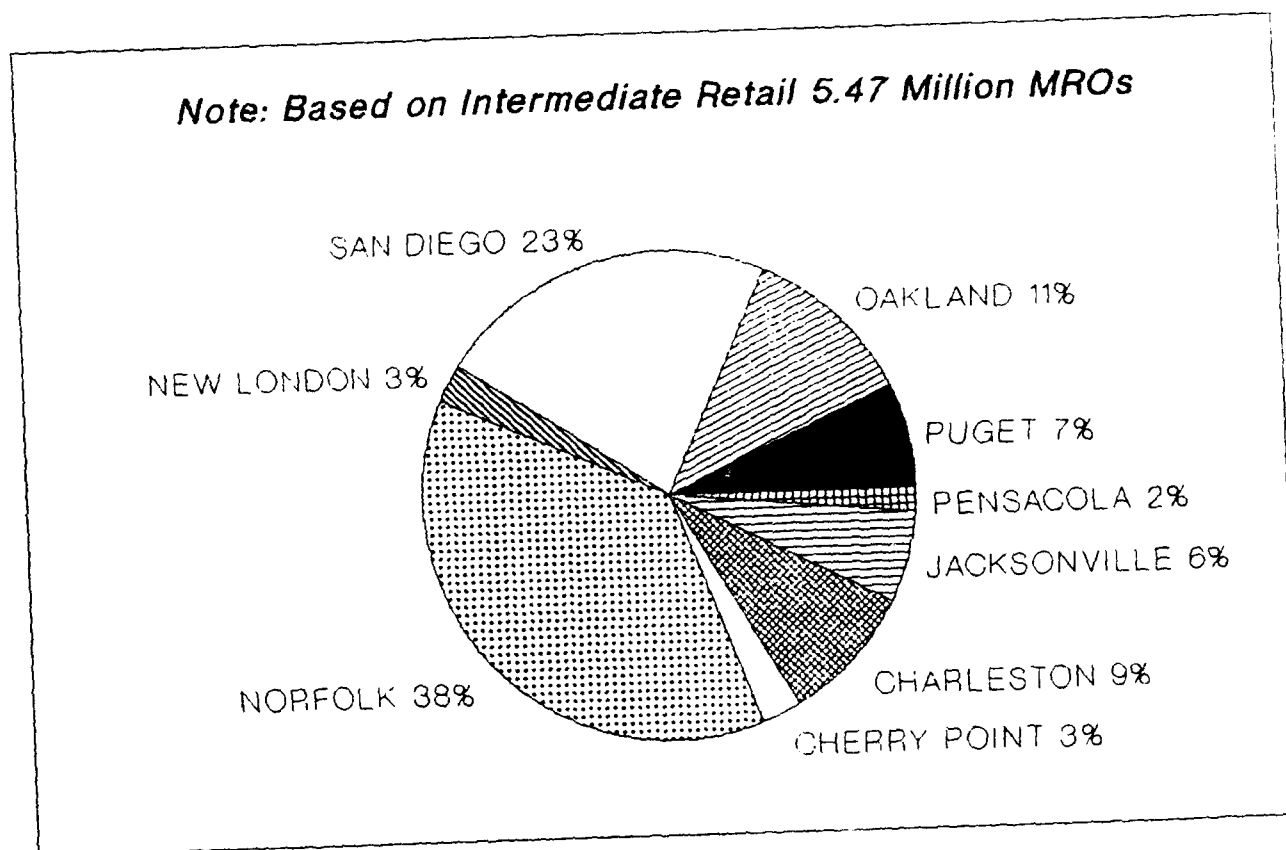 Note: Based on Intermediate Retail 5.47 Million MROs
SAN DIEGO 23%
OAKLAND 11%
NEW LONDON 3%
PUGET 7%
PENSACOLA 2%
JACKSONVILLE 6%
CHARLESTON 9%
NORFOLK 38%
CHERRY POINT 3%